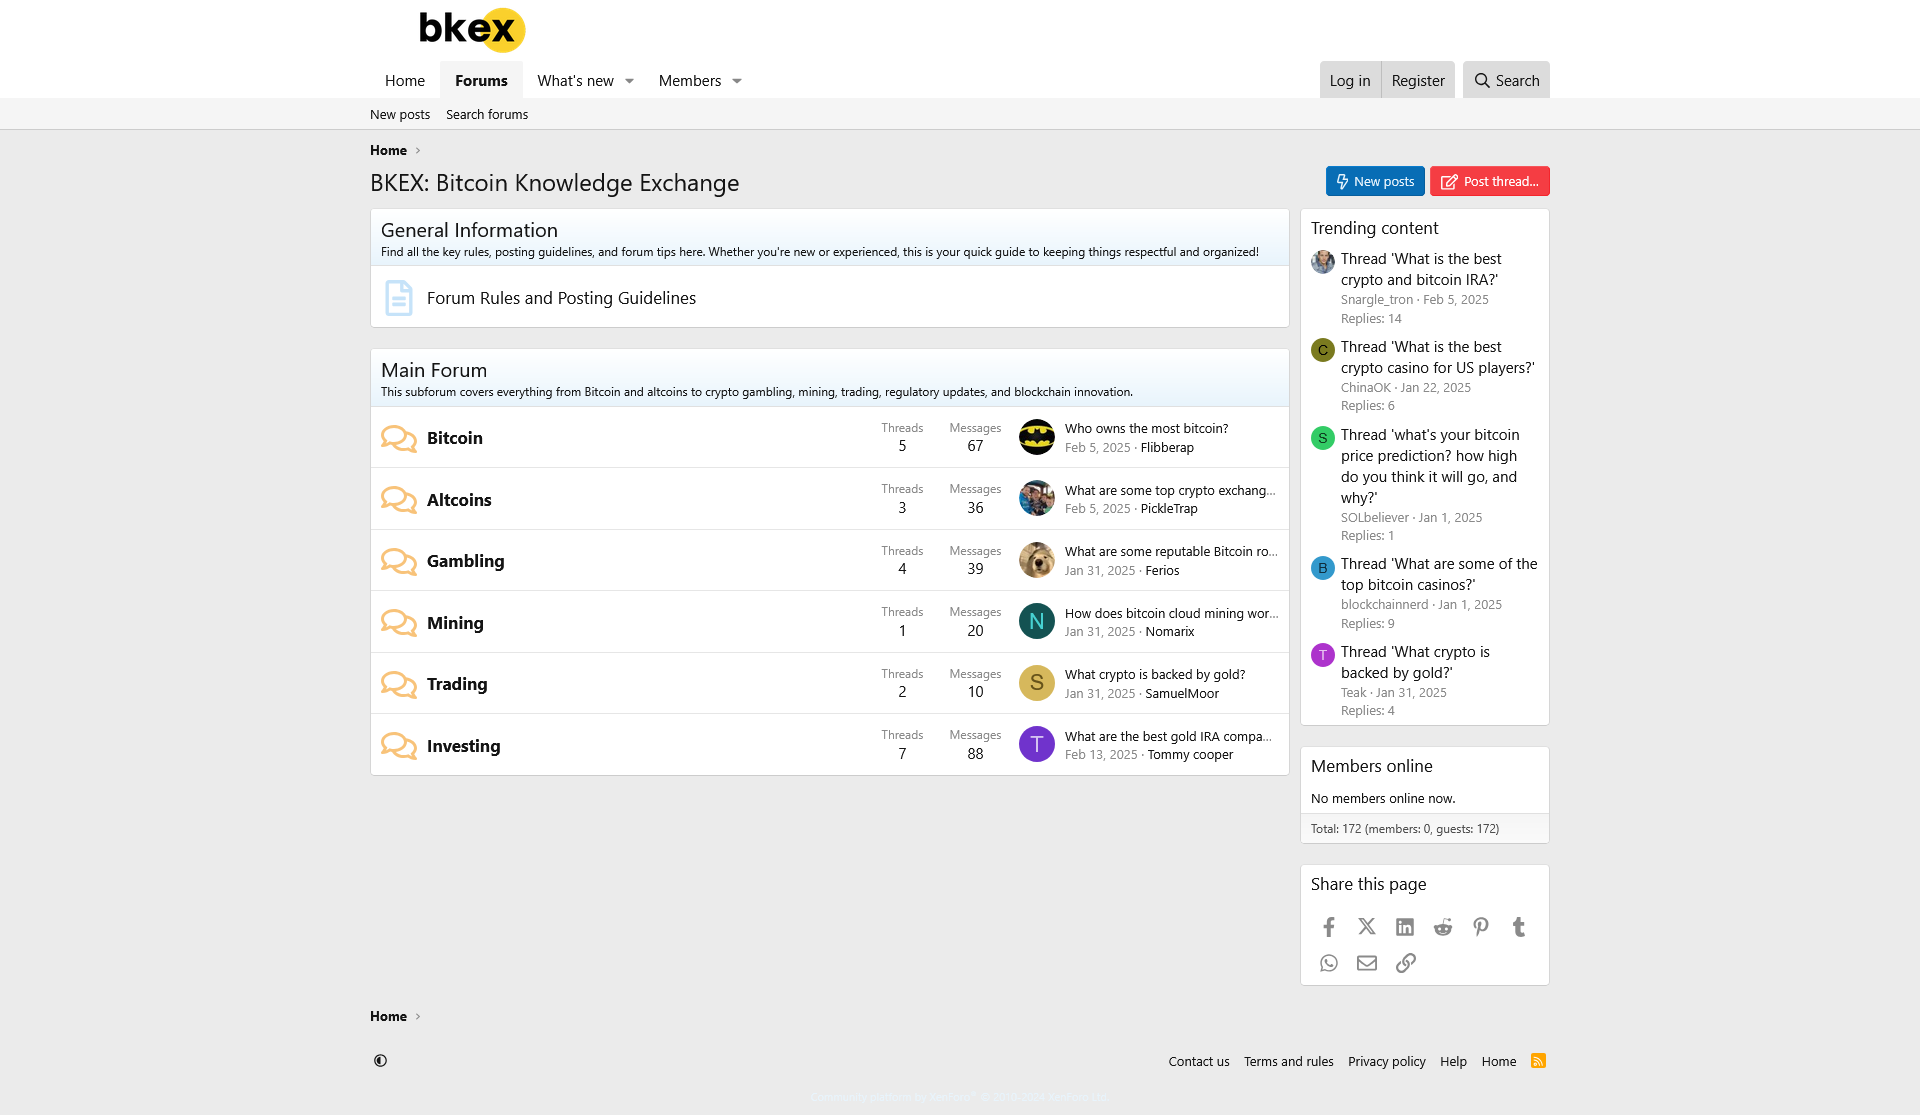 bkex
Home
Forums
What's new
Members
Log in
Register
Search
New posts
Search forums
Home
BKEX: Bitcoin Knowledge Exchange
New posts
Post thread...
General Information
Find all the key rules, posting guidelines, and forum tips here. Whether you're new or experienced, this is your quick guide to keeping things respectful and organized!
Forum Rules and Posting Guidelines
Main Forum
This subforum covers everything from Bitcoin and altcoins to crypto gambling, mining, trading, regulatory updates, and blockchain innovation.
Bitcoin
Threads
5
Messages
67
Who owns the most bitcoin?
Feb 5, 2025 · Flibberap
Altcoins
Threads
3
Messages
36
What are some top crypto exchang...
Feb 5, 2025 · PickleTrap
Gambling
Threads
4
Messages
39
What are some reputable Bitcoin ro...
Jan 31, 2025 · Ferios
Mining
Threads
1
Messages
20
N
How does bitcoin cloud mining wor...
Jan 31, 2025 · Nomarix
Trading
Threads
2
Messages
10
S
What crypto is backed by gold?
Jan 31, 2025 · SamuelMoor
Investing
Threads
7
Messages
88
T
What are the best gold IRA compa...
Feb 13, 2025 · Tommy cooper
Trending content
Thread 'What is the best
crypto and bitcoin IRA?'
Snargle_tron · Feb 5, 2025
Replies: 14
C
Thread 'What is the best
crypto casino for US players?'
ChinaOK · Jan 22, 2025
Replies: 6
S
Thread 'what's your bitcoin
price prediction? how high
do you think it will go, and
why?'
SOLbeliever · Jan 1, 2025
Replies: 1
B
Thread 'What are some of the
top bitcoin casinos?'
blockchainnerd · Jan 1, 2025
Replies: 9
T
Thread 'What crypto is
backed by gold?'
Teak · Jan 31, 2025
Replies: 4
Members online
No members online now.
Total: 172 (members: 0, guests: 172)
Share this page
Home
Contact us
Terms and rules
Privacy policy
Help
Home